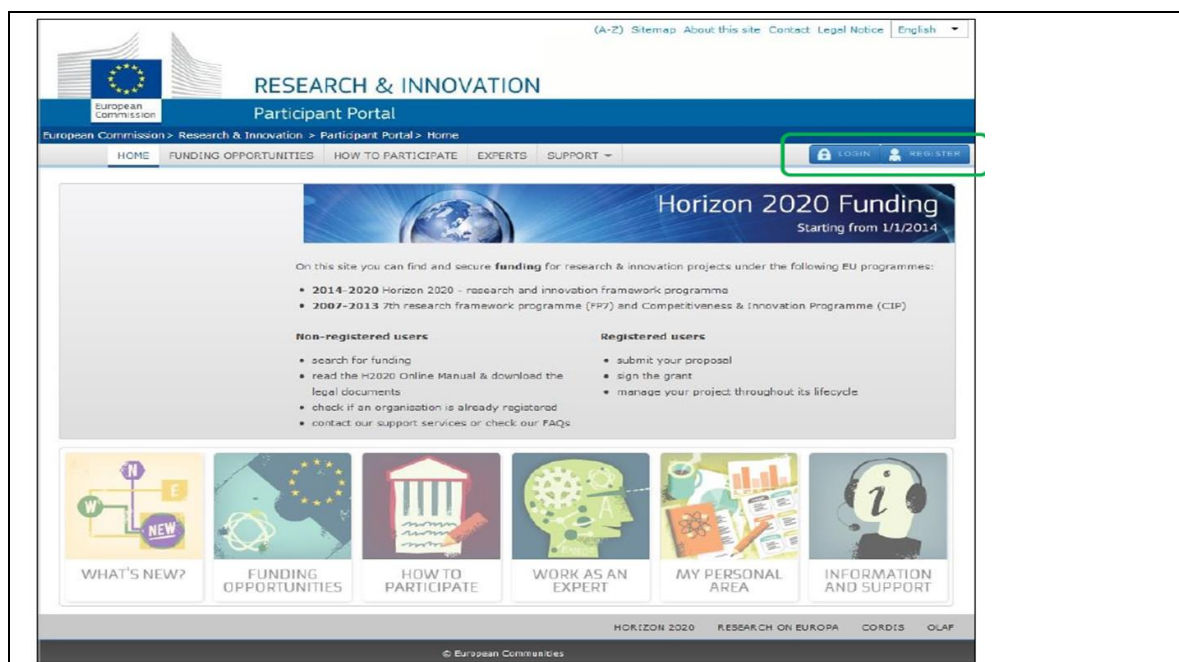 (A-Z) Sitemap About this site Contact Legal Notice English
RESEARCH & INNOVATION
European
Commission
Participant Portal
European Commission > Research & Innovation > Participant Portal > Home
HOME FUNDING OPPORTUNITIES HOW TO PARTICIPATE EXPERTS SUPPORT LOGIN REGISTER
Horizon 2020 Funding
Starting from 1/1/2014
On this site you can find and secure funding for research & innovation projects under the following EU programmes:
• 2014-2020 Horizon 2020 - research and innovation framework programme
• 2007-2013 7th research framework programme (FP7) and Competitiveness & Innovation Programme (CIP)
Non-registered users
• search for funding
• read the H2020 Online Manual & download the
legal documents
• check if an organisation is already registered
• contact our support services or check our FAQs
Registered users
• submit your proposal
• sign the grant
• manage your project throughout its lifecycle
N
W
E
NEW
i
WHAT'S NEW?
FUNDING
OPPORTUNITIES
HOW TO
PARTICIPATE
WORK AS AN
EXPERT
MY PERSONAL
AREA
INFORMATION
AND SUPPORT
HORIZON 2020 RESEARCH ON EUROPA CORDIS OLAF
© European Communities